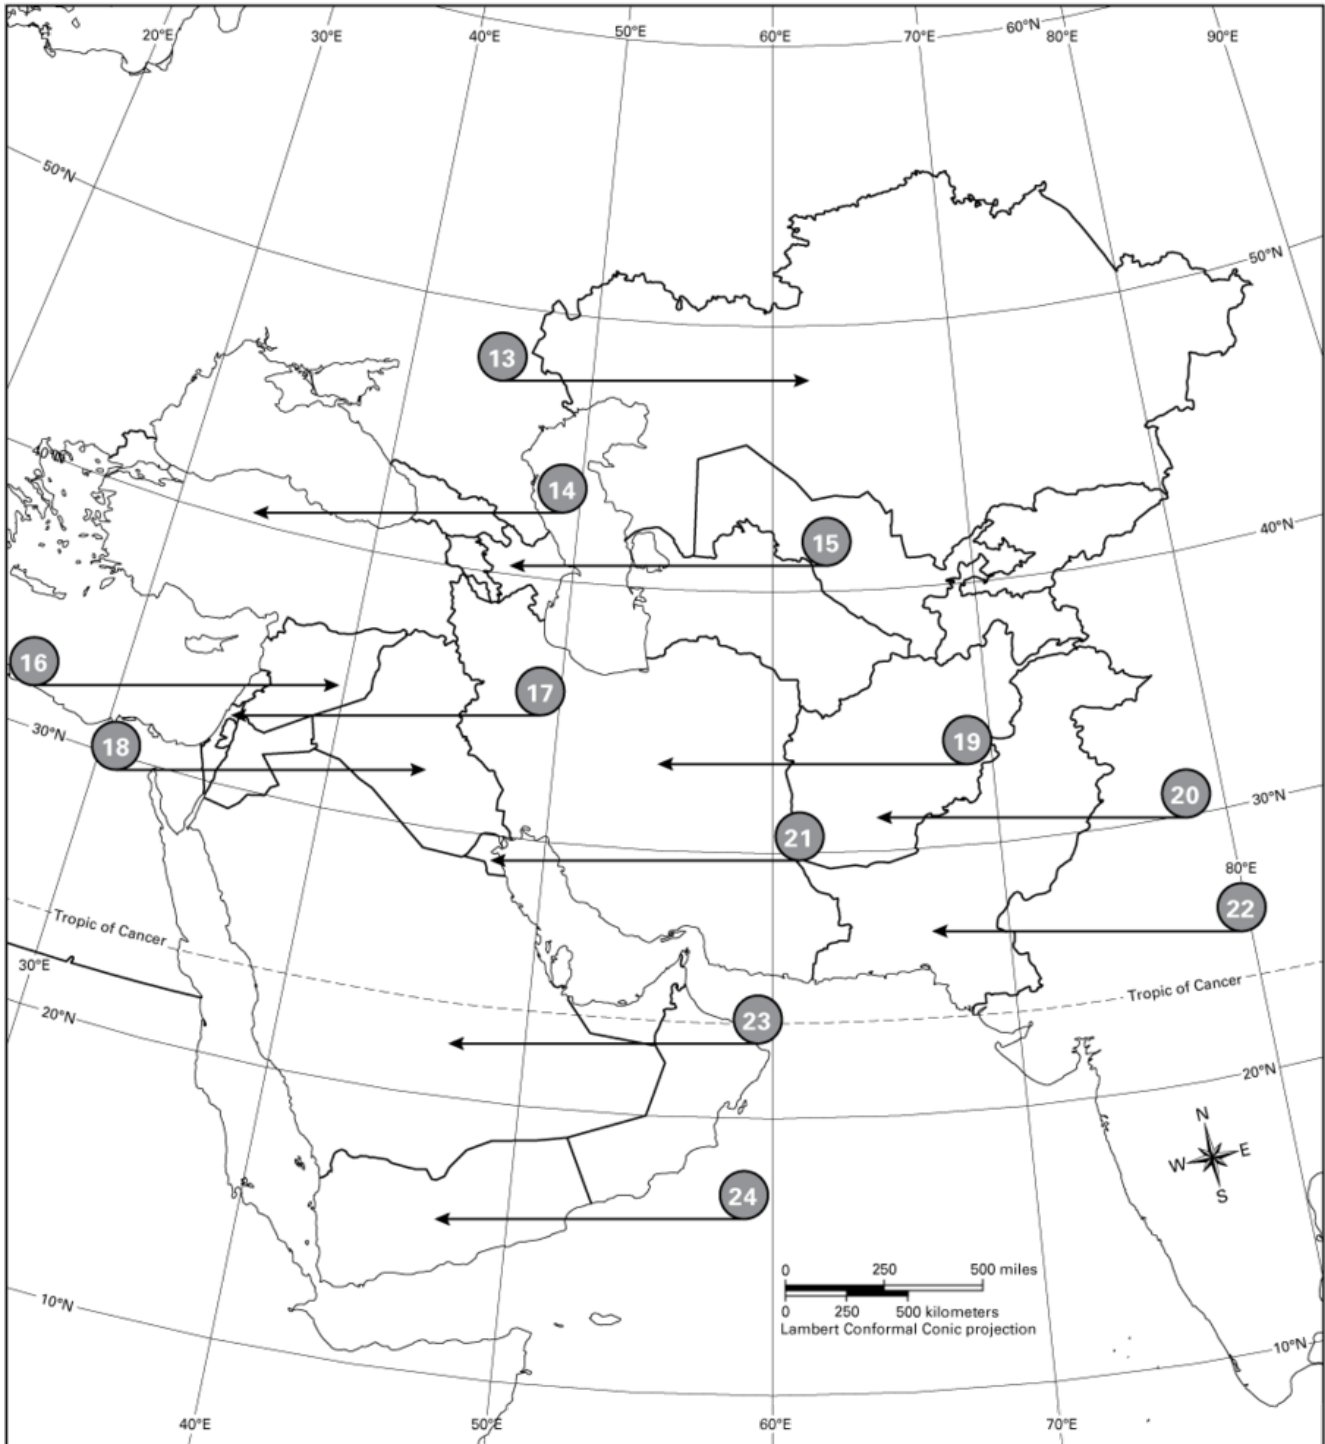 20°E 30°E 40°E 50°E 60°E 70°E 60°N 80°E 90°E
50°N
50°N
13
40°
14
15
40°N
16
17
30°N
18
19
20
30°N
21
80°E
22
Tropic of Cancer
30°E
Tropic of Cancer
20°N
23
20°N
N
W E
S
24
0 250 500 miles
0 250 500 kilometers
Lambert Conformal Conic projection
10°N
10°N
40°E 50°E 60°E 70°E